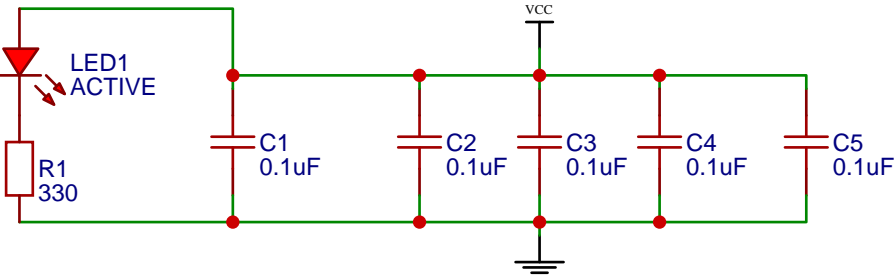 VCC
LED1
ACTIVE
C1
0.1uF
C2
0.1uF
C3
0.1uF
C4
0.1uF
C5
0.1uF
R1
330